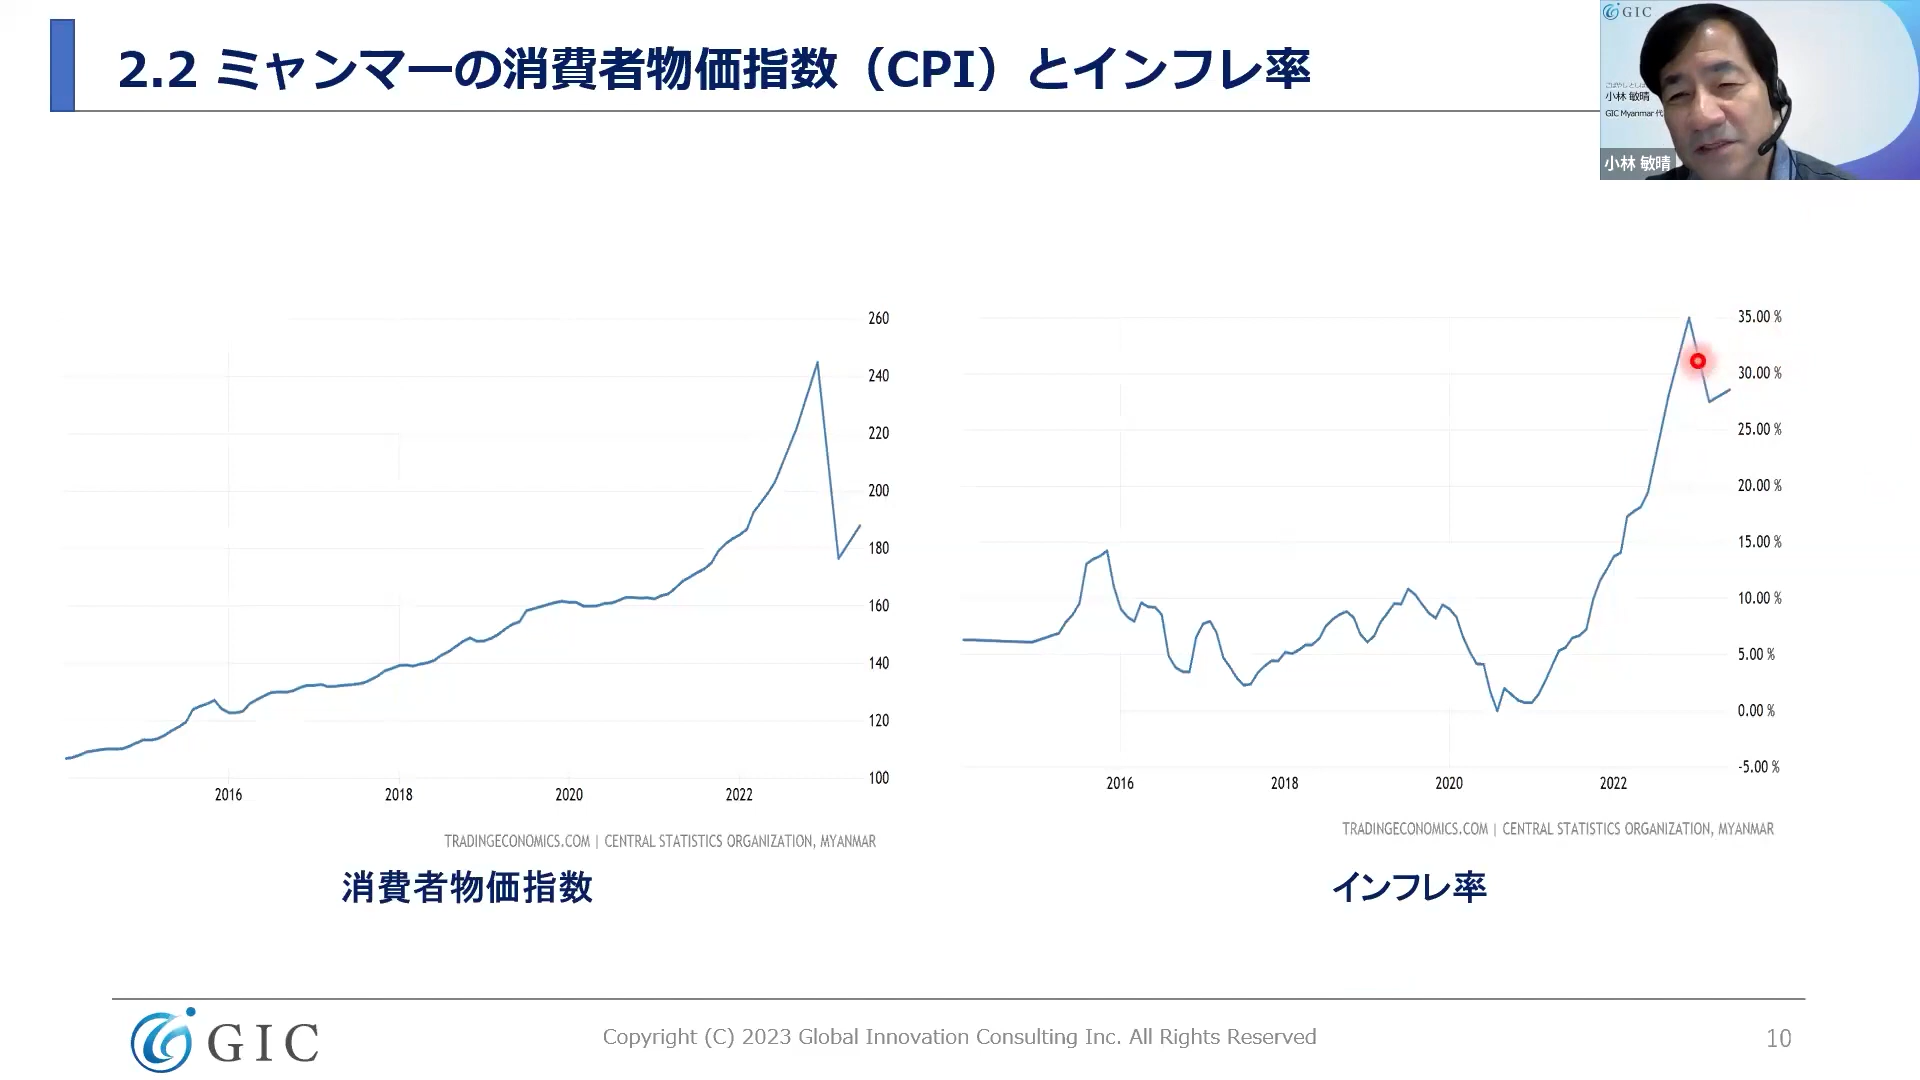 2.2 ミャンマーの消費者物価指数（CPI）とインフレ率
GIC
小林 敏晴
GIC Myanmar 代
小林 敏晴
260
240
220
200
180
160
140
120
100
2016
2018
2020
2022
TRADINGECONOMICS.COM | CENTRAL STATISTICS ORGANIZATION, MYANMAR
消費者物価指数
35.00 %
30.00 %
25.00 %
20.00 %
15.00 %
10.00 %
5.00 %
0.00 %
-5.00 %
2016
2018
2020
2022
TRADINGECONOMICS.COM | CENTRAL STATISTICS ORGANIZATION, MYANMAR
インフレ率
GIC
Copyright (C) 2023 Global Innovation Consulting Inc. All Rights Reserved
10